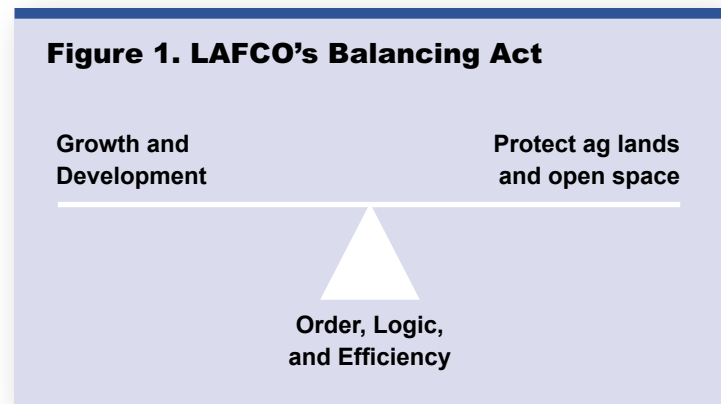 Figure 1. LAFCO’s Balancing Act
Growth and
Development
Protect ag lands
and open space
Order, Logic,
and Efficiency